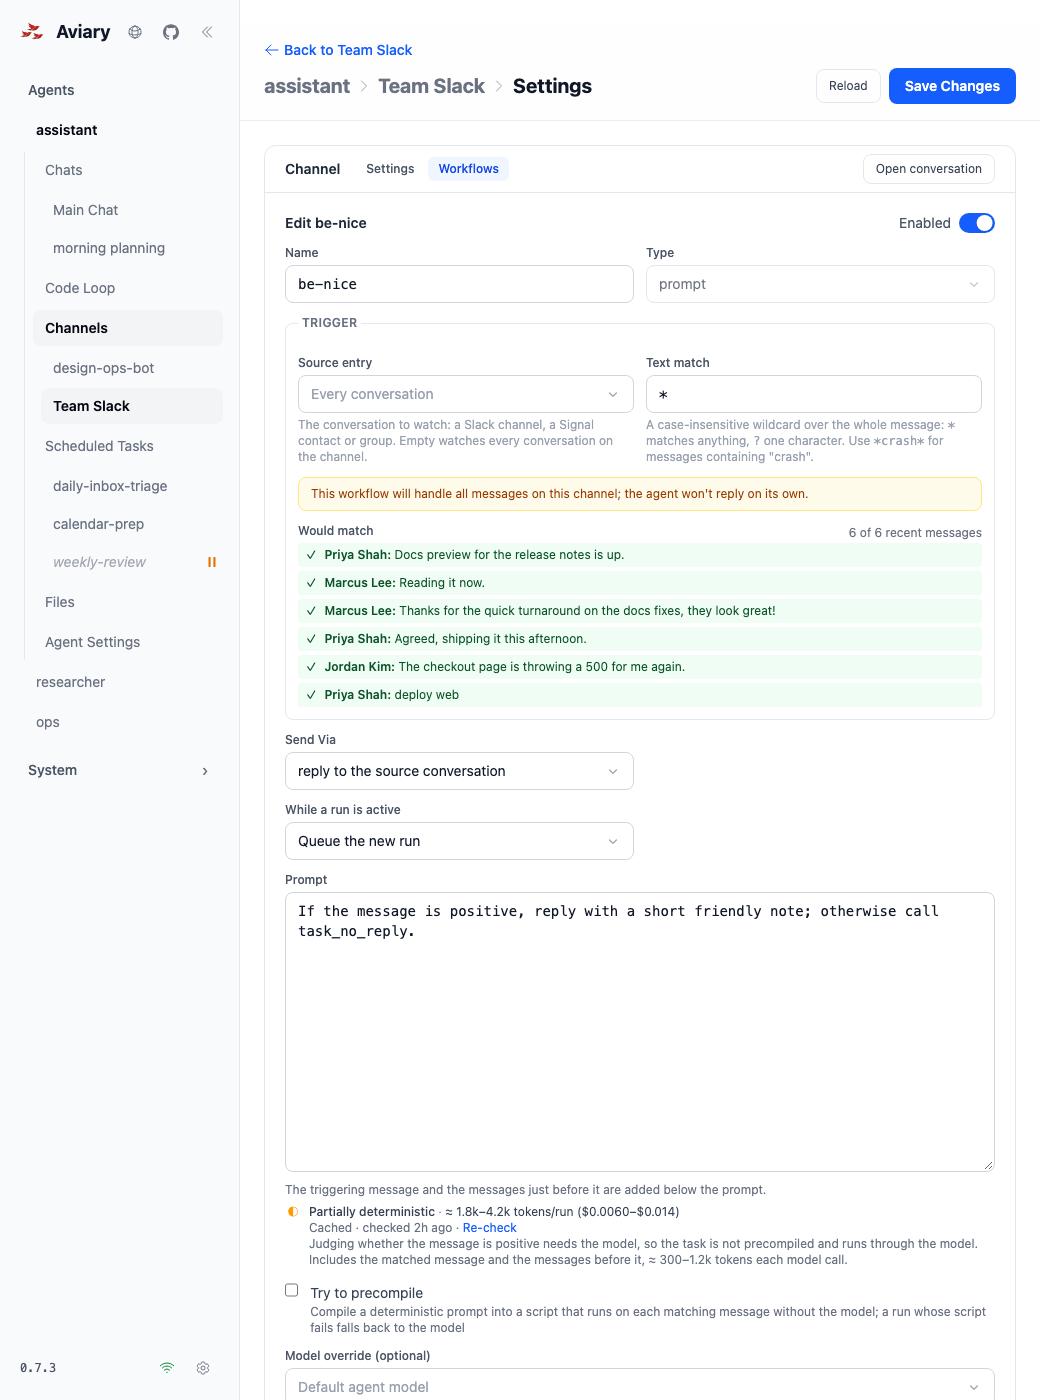 Aviary
Agents
assistant
Chats
Main Chat
morning planning
Code Loop
Channels
design-ops-bot
Team Slack
Scheduled Tasks
daily-inbox-triage
calendar-prep
weekly-review
Files
Agent Settings
researcher
ops
System
0.7.3
Back to Team Slack
assistant Team Slack Settings
Reload
Save Changes
Channel
Settings
Workflows
Open conversation
Edit be-nice
Enabled
Name
Type
be-nice
prompt
TRIGGER
Source entry
Text match
Every conversation
*
The conversation to watch: a Slack channel, a Signal
contact or group. Empty watches every conversation on
the channel.
A case-insensitive wildcard over the whole message: *
matches anything, ? one character. Use *crash* for
messages containing "crash".
This workflow will handle all messages on this channel; the agent won't reply on its own.
Would match
6 of 6 recent messages
✓ Priya Shah: Docs preview for the release notes is up.
✓ Marcus Lee: Reading it now.
✓ Marcus Lee: Thanks for the quick turnaround on the docs fixes, they look great!
✓ Priya Shah: Agreed, shipping it this afternoon.
✓ Jordan Kim: The checkout page is throwing a 500 for me again.
✓ Priya Shah: deploy web
Send Via
reply to the source conversation
While a run is active
Queue the new run
Prompt
If the message is positive, reply with a short friendly note; otherwise call
task_no_reply.
The triggering message and the messages just before it are added below the prompt.
Partially deterministic · ≈ 1.8k–4.2k tokens/run ($0.0060–$0.014)
Cached · checked 2h ago · Re-check
Judging whether the message is positive needs the model, so the task is not precompiled and runs through the model.
Includes the matched message and the messages before it, ≈ 300–1.2k tokens each model call.
Try to precompile
Compile a deterministic prompt into a script that runs on each matching message without the model; a run whose script
fails falls back to the model
Model override (optional)
Default agent model